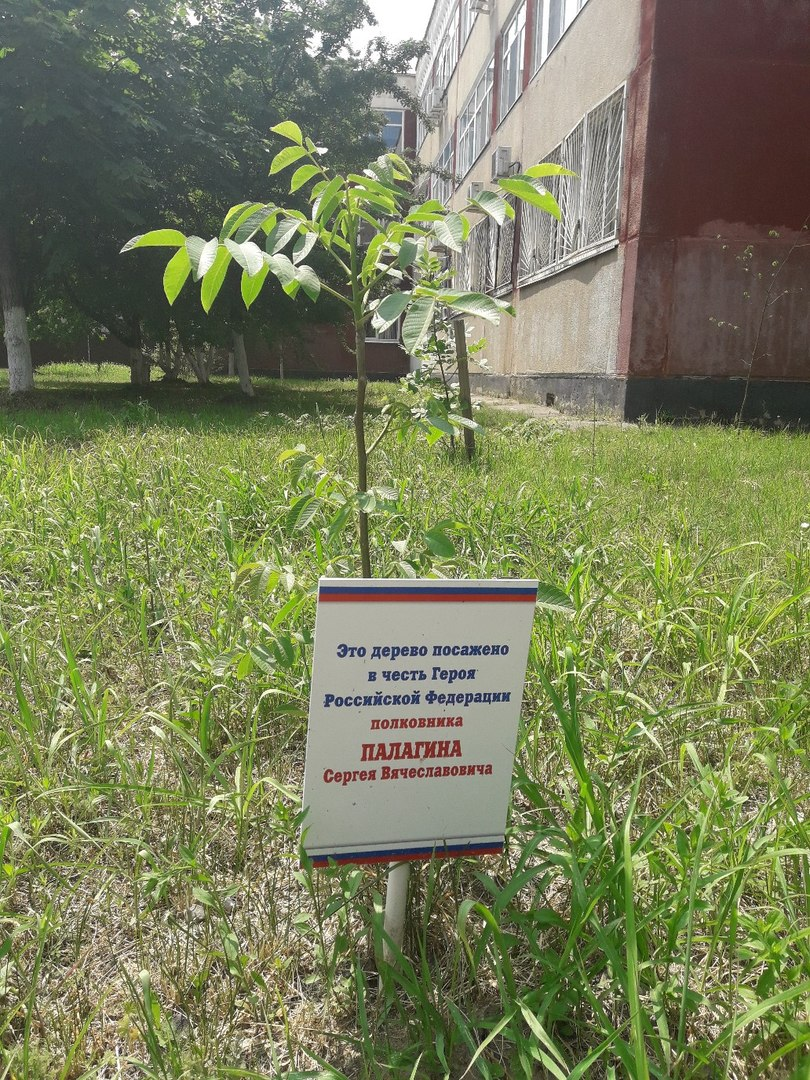 Это дерево посажено
в честь Героя
Российской Федерации
полковника
ПАЛАГИНА
Сергея Вячеславовича